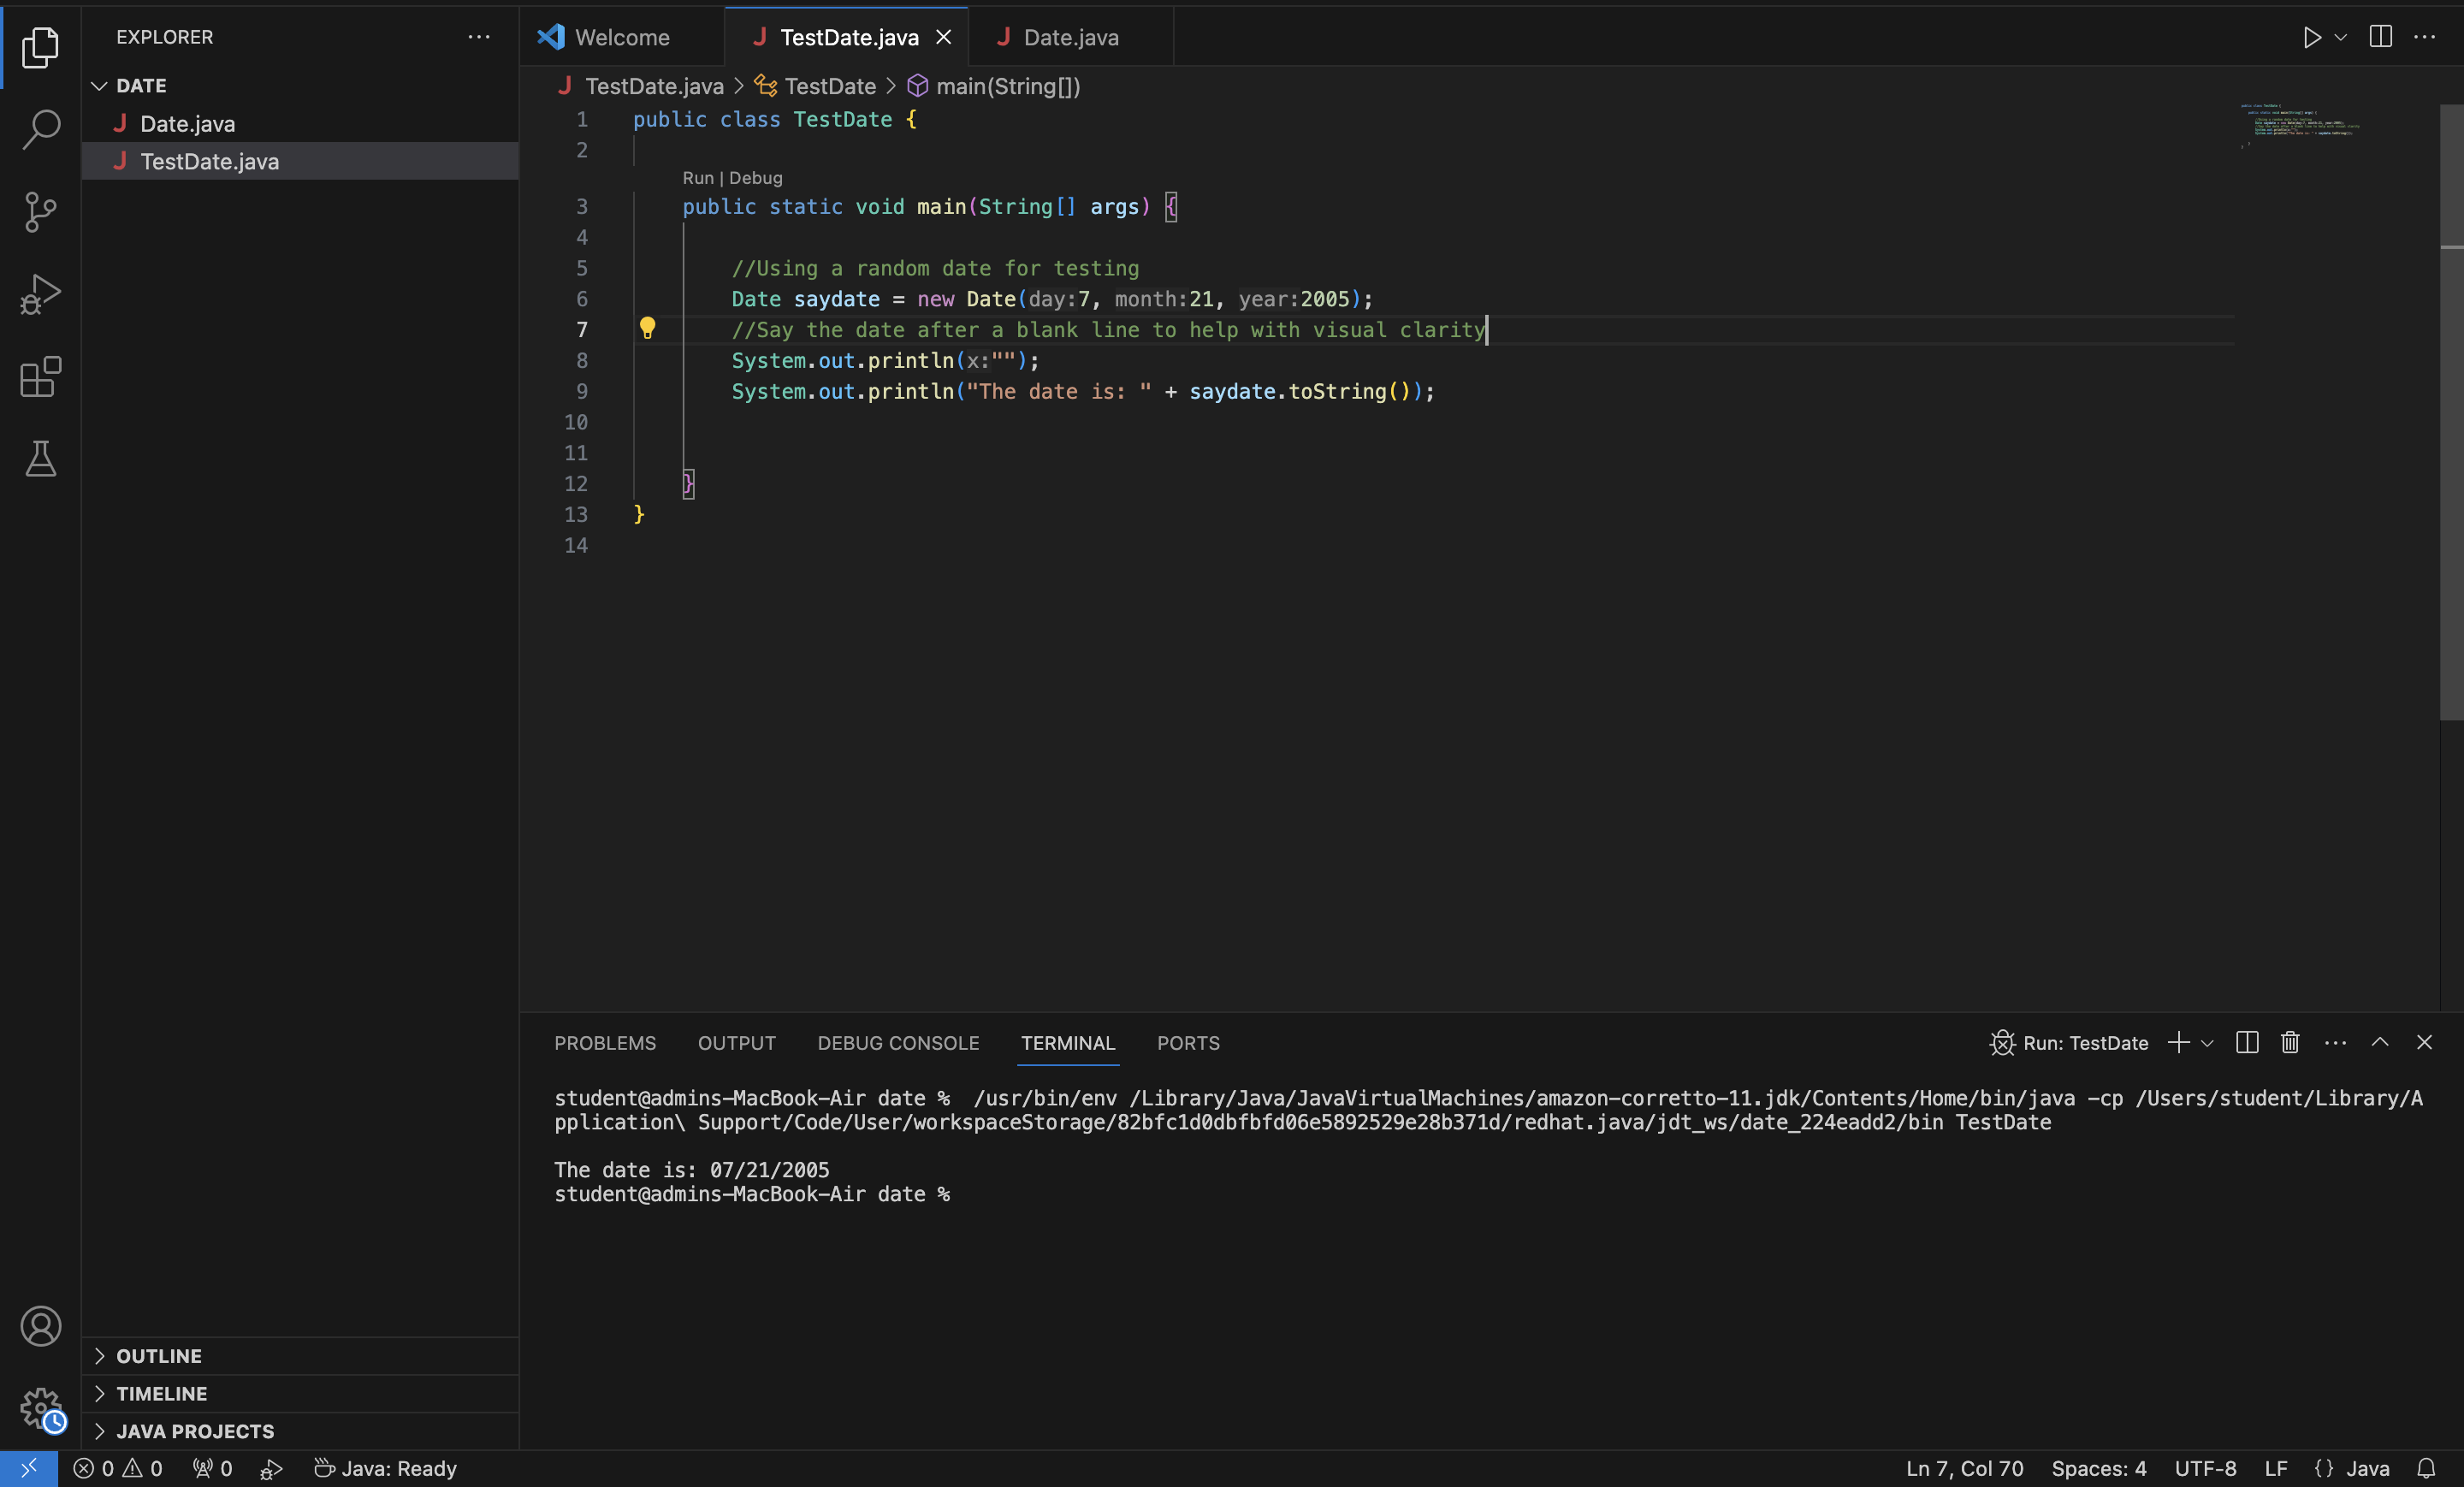 EXPLORER
Welcome
TestDate.java
Date.java
DATE
Date.java
TestDate.java
TestDate.java > TestDate > main(String[])
1 public class TestDate {
2
Run | Debug
3 public static void main(String[] args) {
4
5 //Using a random date for testing
6 Date saydate = new Date(day:7, month:21, year:2005);
7 //Say the date after a blank line to help with visual clarity
8 System.out.println(x:"");
9 System.out.println("The date is: " + saydate.toString());
10
11
12 }
13 }
14
PROBLEMS OUTPUT DEBUG CONSOLE TERMINAL PORTS
Run: TestDate
student@admins-MacBook-Air date %  /usr/bin/env /Library/Java/JavaVirtualMachines/amazon-corretto-11.jdk/Contents/Home/bin/java -cp /Users/student/Library/A
pplication\ Support/Code/User/workspaceStorage/82bfc1d0dbfbfd06e5892529e28b371d/redhat.java/jdt_ws/date_224eadd2/bin TestDate
The date is: 07/21/2005
student@admins-MacBook-Air date %
OUTLINE
TIMELINE
JAVA PROJECTS
0 0 0 Java: Ready
Ln 7, Col 70 Spaces: 4 UTF-8 LF {} Java